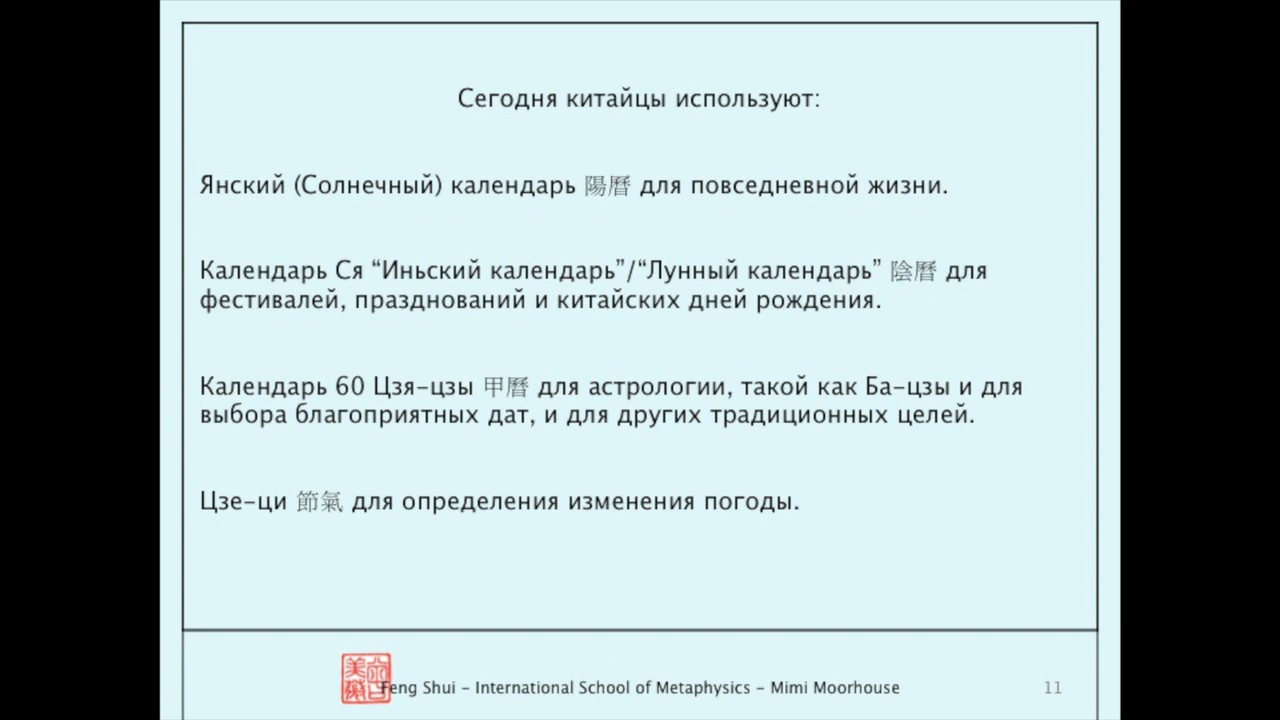 Сегодня китайцы используют:
Янский (Солнечный) календарь 陽曆 для повседневной жизни.
Календарь Ся “Иньский календарь”/“Лунный календарь” 陰曆 для
фестивалей, празднований и китайских дней рождения.
Календарь 60 Цзя–цзы 甲曆 для астрологии, такой как Ба–цзы и для
выбора благоприятных дат, и для других традиционных целей.
Цзе–ци 節氣 для определения изменения погоды.
Feng Shui – International School of Metaphysics – Mimi Moorhouse
11